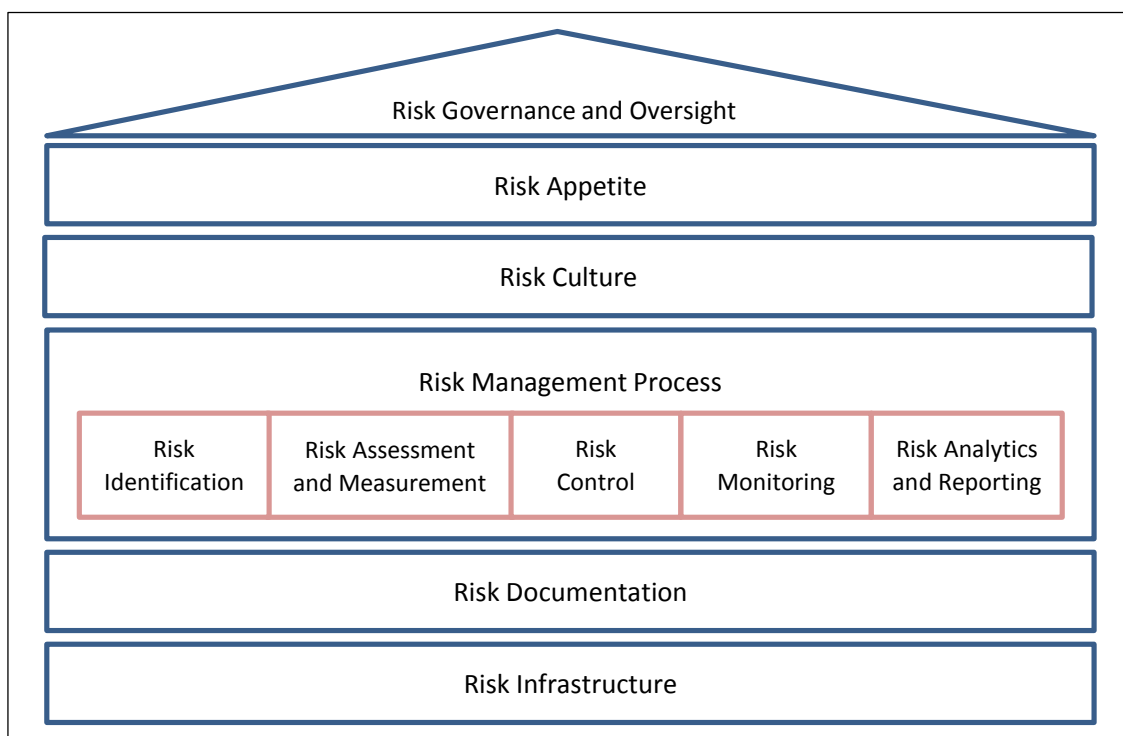 Risk Governance and Oversight
Risk Appetite
Risk Culture
Risk Management Process
Risk
Identification
Risk Assessment
and Measurement
Risk
Control
Risk
Monitoring
Risk Analytics
and Reporting
Risk Documentation
Risk Infrastructure